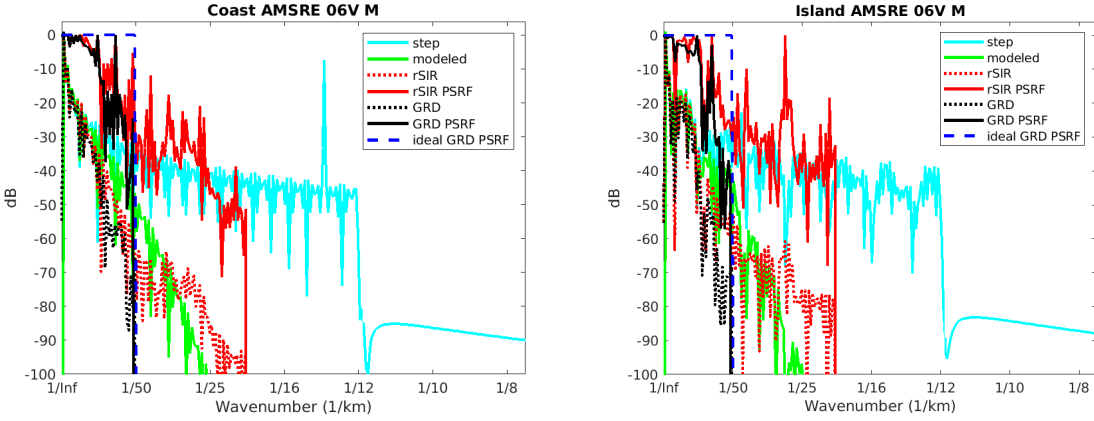 Coast AMSRE 06V M
0
-10
-20
-30
-40
-50
-60
-70
-80
-90
-100
dB
1/Inf
1/50
1/25
1/16
1/12
1/10
1/8
Wavenumber (1/km)
step
modeled
rSIR
rSIR PSRF
GRD
GRD PSRF
ideal GRD PSRF
Island AMSRE 06V M
0
-10
-20
-30
-40
-50
-60
-70
-80
-90
-100
dB
1/Inf
1/50
1/25
1/16
1/12
1/10
1/8
Wavenumber (1/km)
step
modeled
rSIR
rSIR PSRF
GRD
GRD PSRF
ideal GRD PSRF